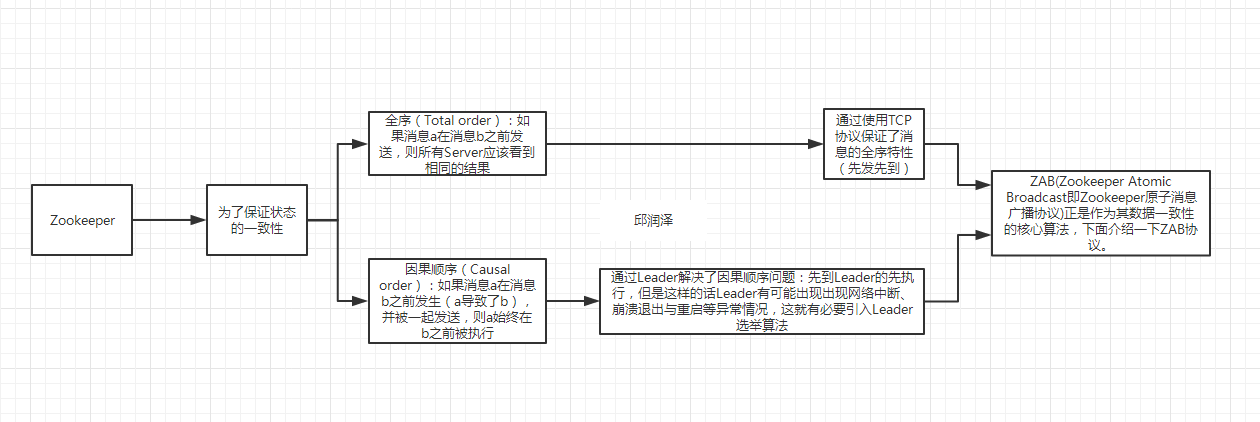 Zookeeper
为了保证状态
的一致性
全序（Total order）：如
果消息a在消息b之前发
送，则所有Server应该看到
相同的结果
通过使用TCP
协议保证了消
息的全序特性
（先发先到）
邱润泽
因果顺序（Causal
order）：如果消息a在消息
b之前发生（a导致了b），
并被一起发送，则a始终在
b之前被执行
通过Leader解决了因果顺序问题：先到Leader的先执
行，但是这样的话Leader有可能出现出现网络中断、
崩溃退出与重启等异常情况，这就有必要引入Leader
选举算法
ZAB(Zookeeper Atomic
Broadcast即Zookeeper原子消息
广播协议)正是作为其数据一致性
的核心算法，下面介绍一下ZAB协
议。